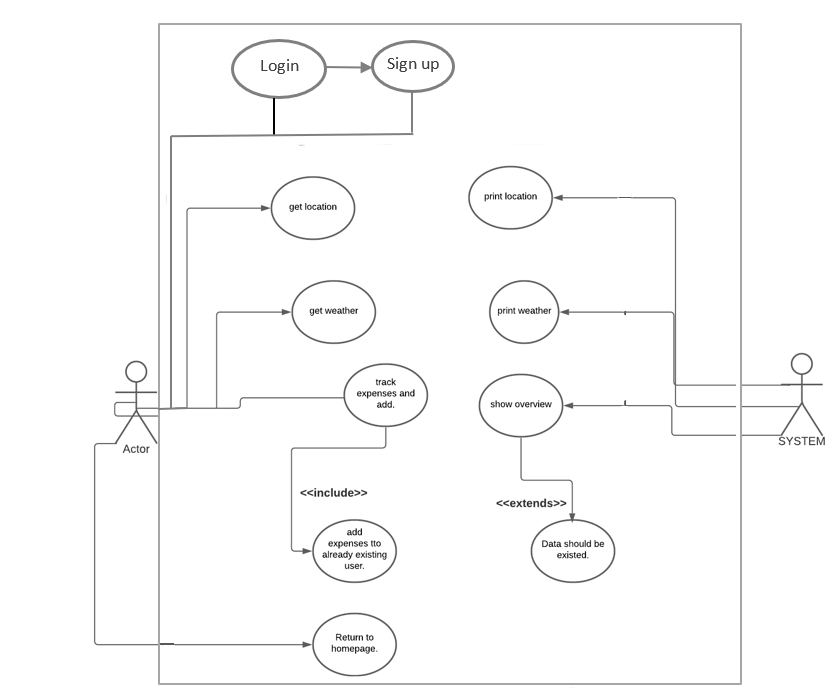 Login
Sign up
get location
print location
get weather
print weather
track
expenses and
add.
show overview
Actor
SYSTEM
<<include>>
<<extends>>
add
expenses tto
already existing
user.
Data should be
existed.
Return to
homepage.